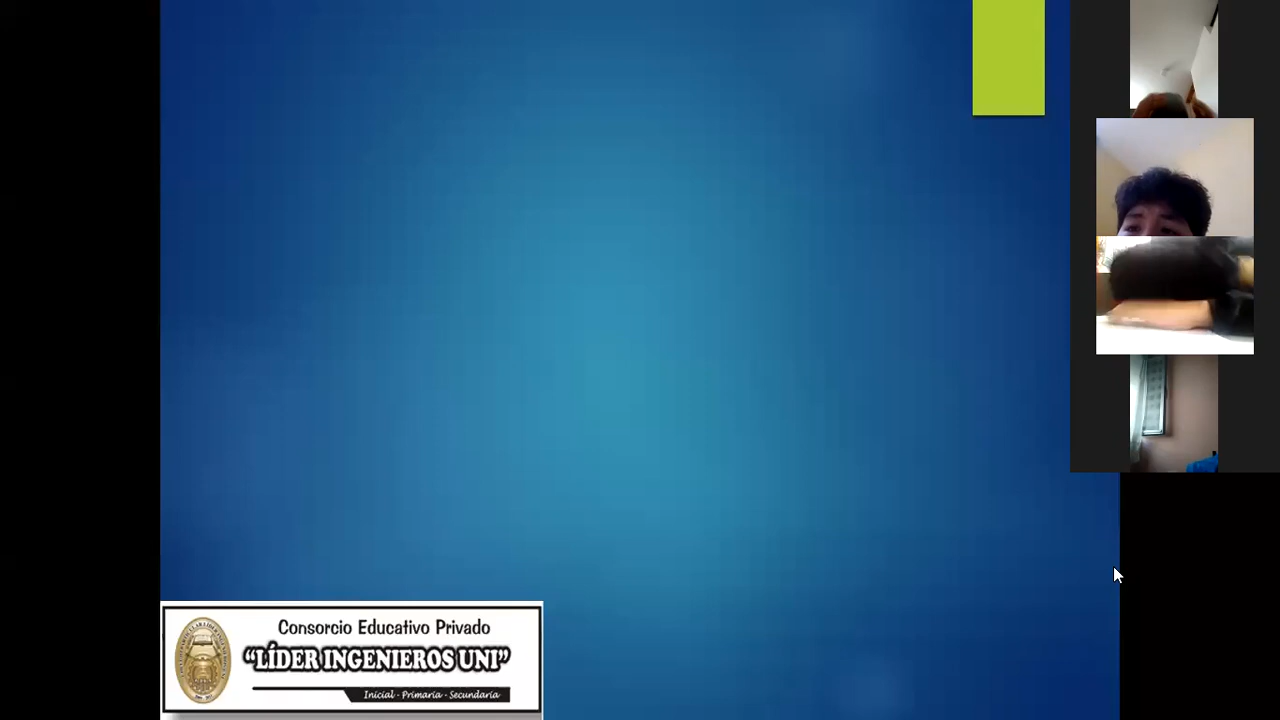 Consorcio Educativo Privado
“LÍDER INGENIEROS UNI”
Inicial - Primaria - Secundaria